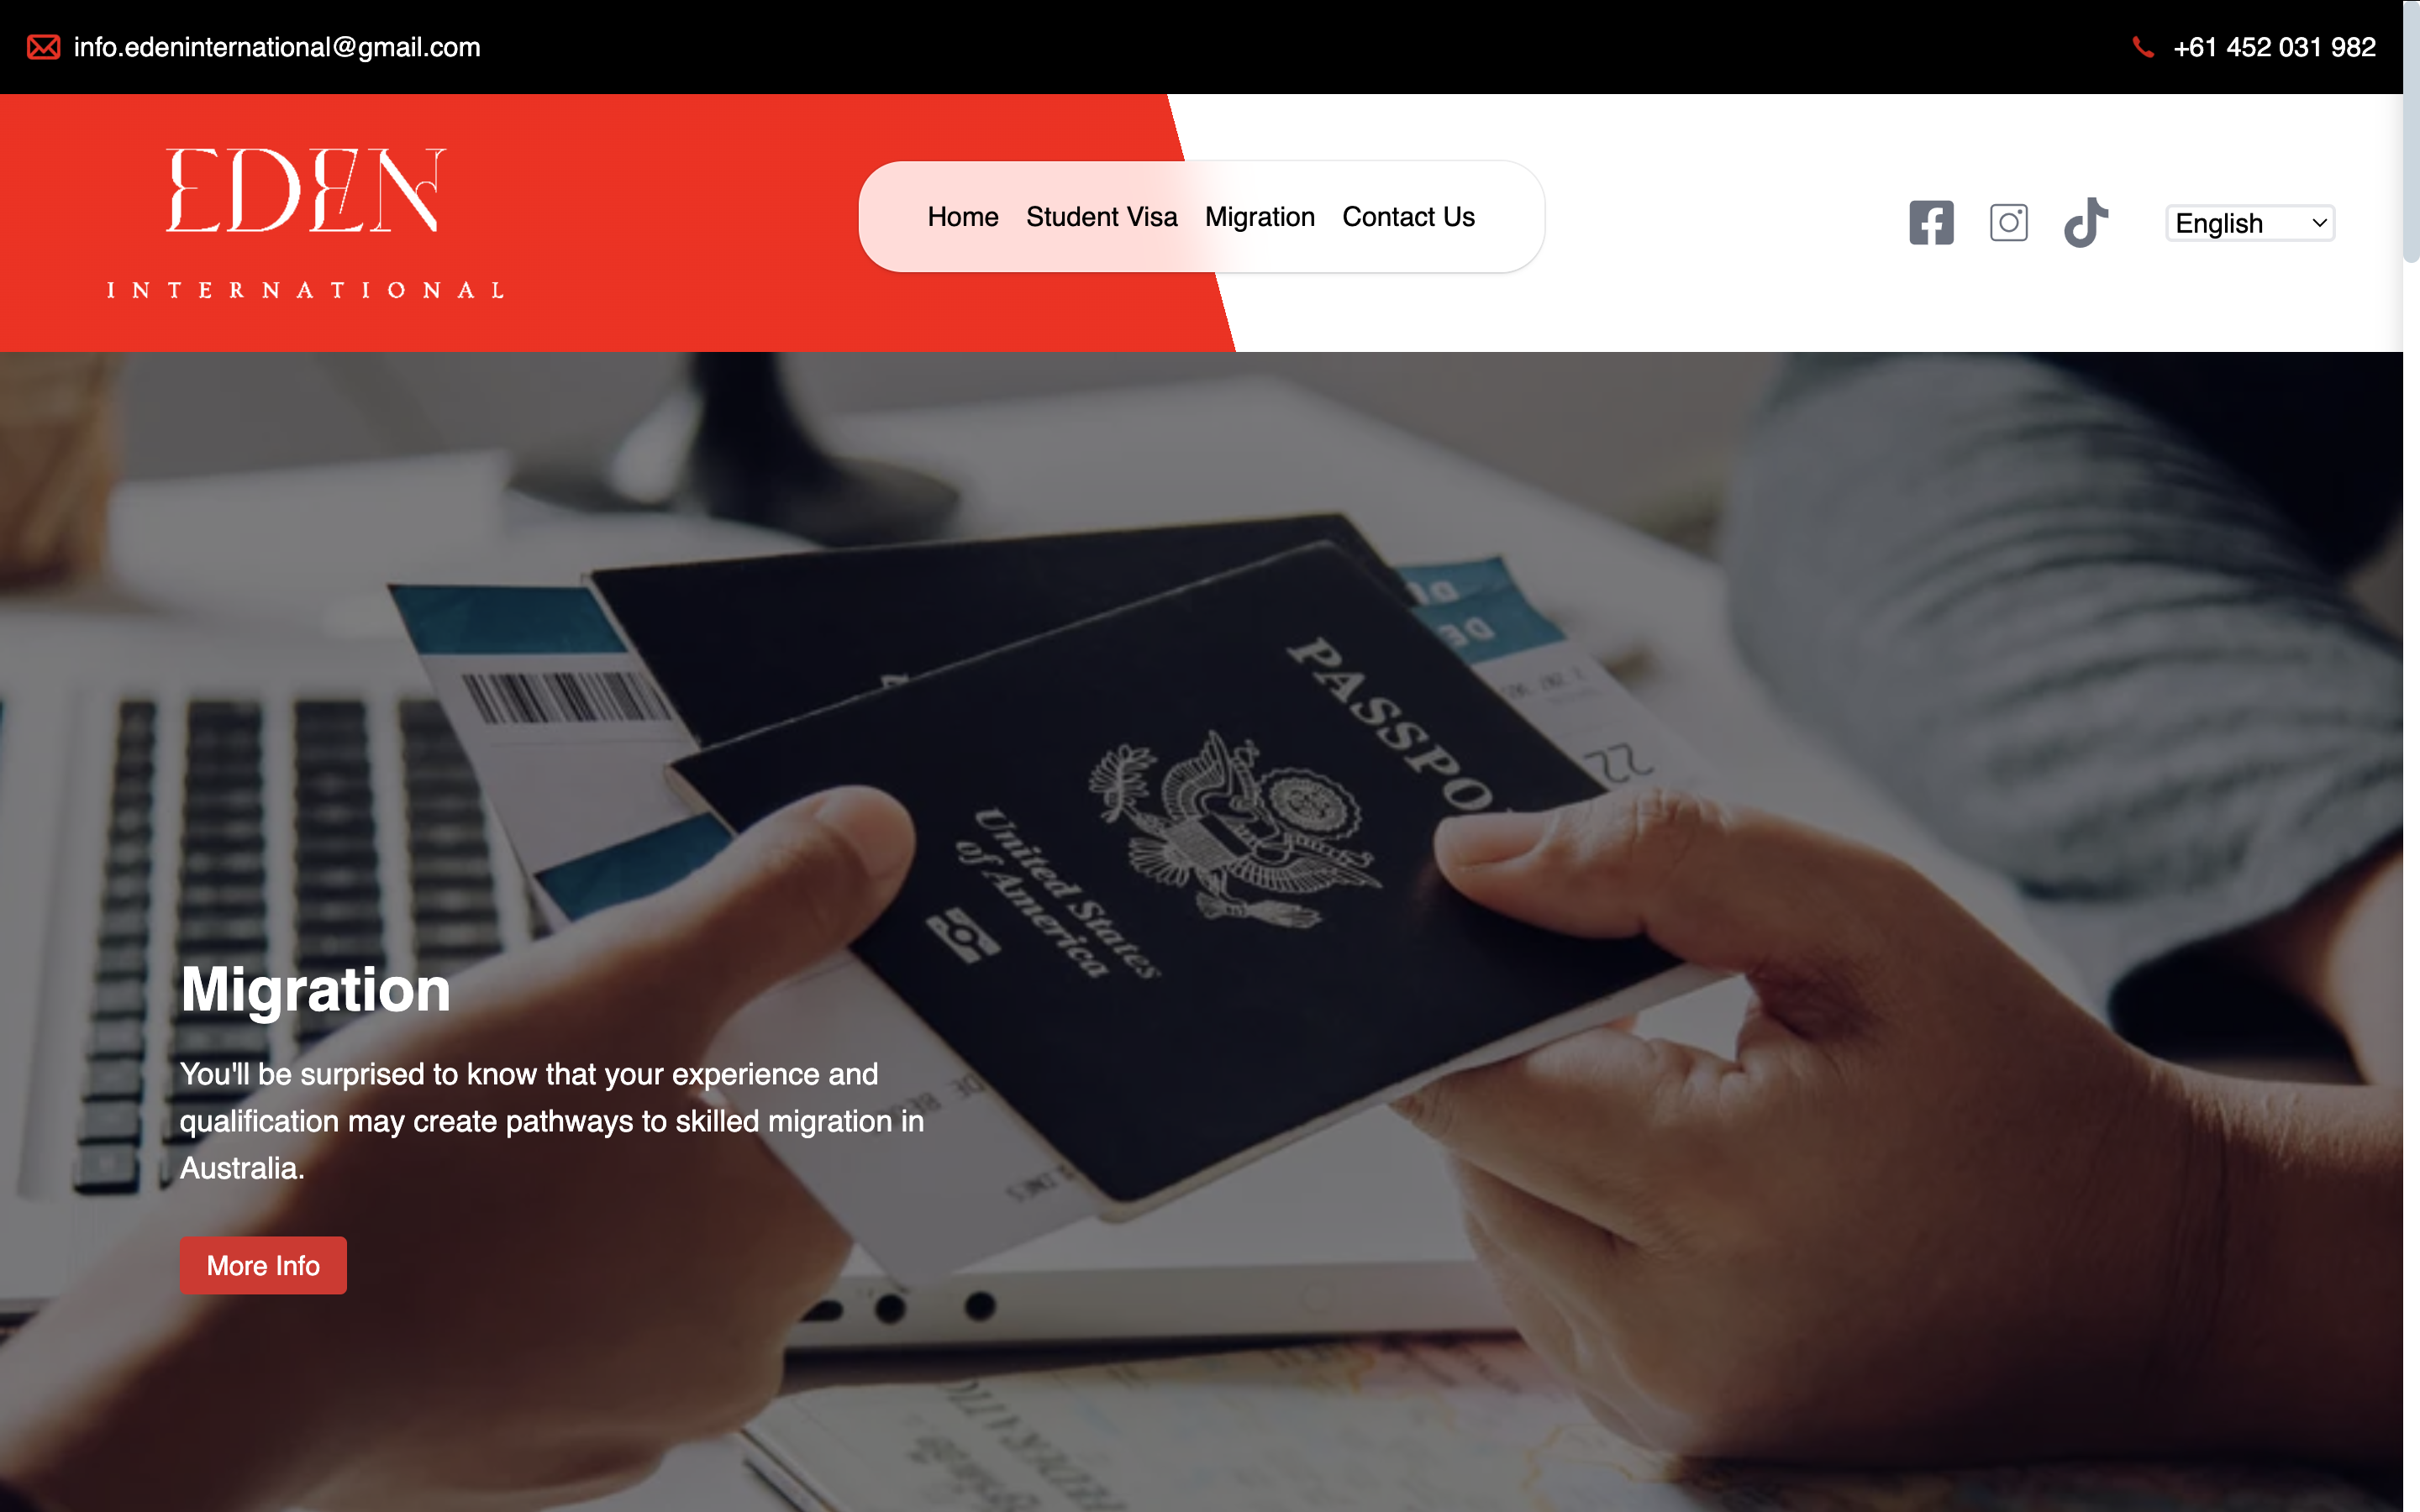 info.edeninternational@gmail.com
+61 452 031 982
EDEN
INTERNATIONAL
Home Student Visa Migration Contact Us
English
PASSPO
United States
of America
22
Migration
You'll be surprised to know that your experience and
qualification may create pathways to skilled migration in
Australia.
More Info